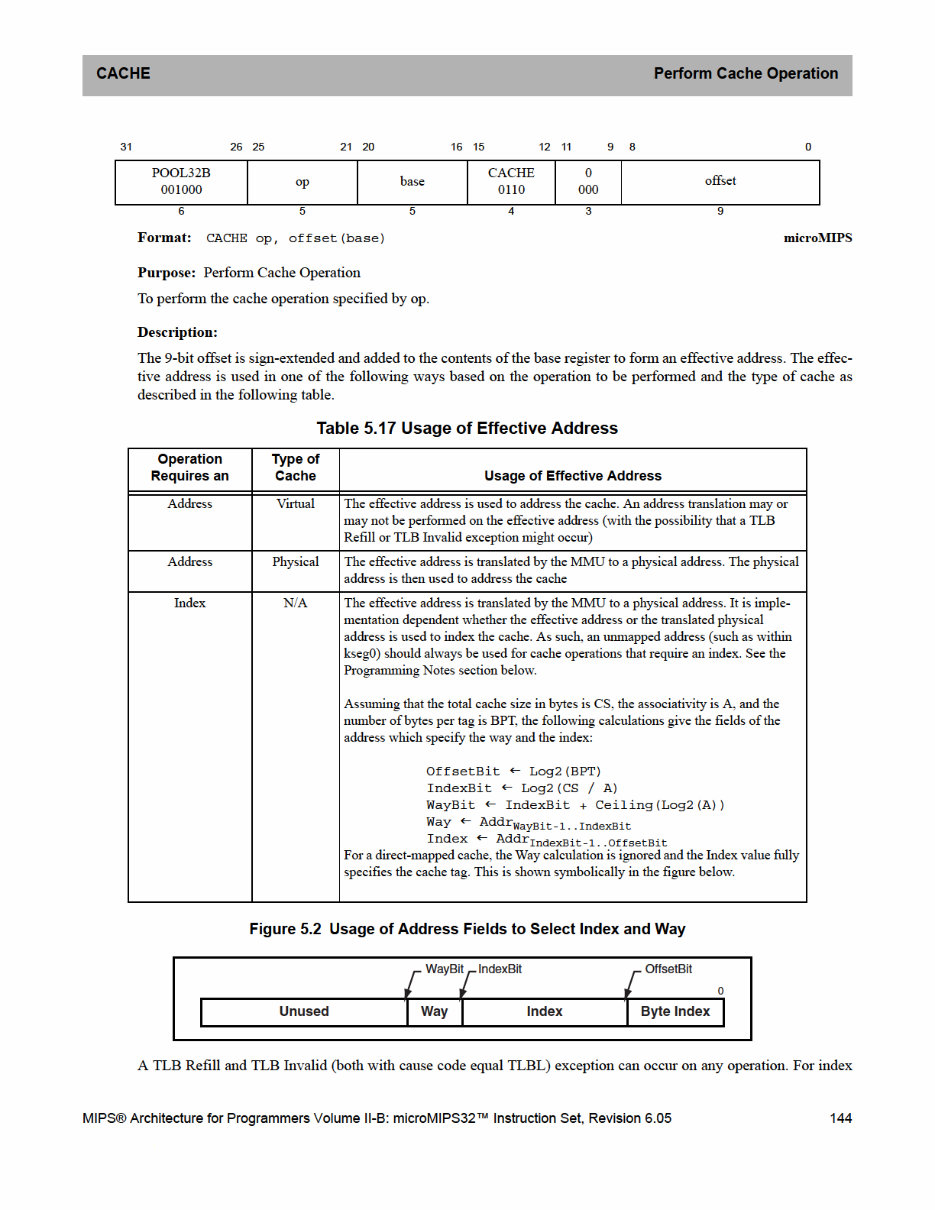 CACHE Perform Cache Operation
31 26 25 21 20 16 15 12 11 9 8 0
POOL32B op base CACHE 0 offset
001000 0110 000
6 5 5 4 3 9
Format: CACHE op, offset(base) microMIPS
Purpose: Perform Cache Operation
To perform the cache operation specified by op.
Description:
The 9-bit offset is sign-extended and added to the contents of the base register to form an effective address. The effec-
tive address is used in one of the following ways based on the operation to be performed and the type of cache as
described in the following table.
Table 5.17 Usage of Effective Address
Operation Type of
Requires an Cache Usage of Effective Address
Address Virtual The effective address is used to address the cache. An address translation may or
may not be performed on the effective address (with the possibility that a TLB
Refill or TLB Invalid exception might occur)
Address Physical The effective address is translated by the MMU to a physical address. The physical
address is then used to address the cache
Index N/A The effective address is translated by the MMU to a physical address. It is imple-
mentation dependent whether the effective address or the translated physical
address is used to index the cache. As such, an unmapped address (such as within
kseg0) should always be used for cache operations that require an index. See the
Programming Notes section below.
Assuming that the total cache size in bytes is CS, the associativity is A, and the
number of bytes per tag is BPT, the following calculations give the fields of the
address which specify the way and the index:
OffsetBit ← Log2(BPT)
IndexBit ← Log2(CS / A)
WayBit ← IndexBit + Ceiling(Log2(A))
Way ← AddrWayBit-1..IndexBit
Index ← AddrIndexBit-1..OffsetBit
For a direct-mapped cache, the Way calculation is ignored and the Index value fully
specifies the cache tag. This is shown symbolically in the figure below.
Figure 5.2 Usage of Address Fields to Select Index and Way
WayBit IndexBit OffsetBit
0
Unused Way Index Byte Index
A TLB Refill and TLB Invalid (both with cause code equal TLBL) exception can occur on any operation. For index
MIPS® Architecture for Programmers Volume II-B: microMIPS32™ Instruction Set, Revision 6.05 144